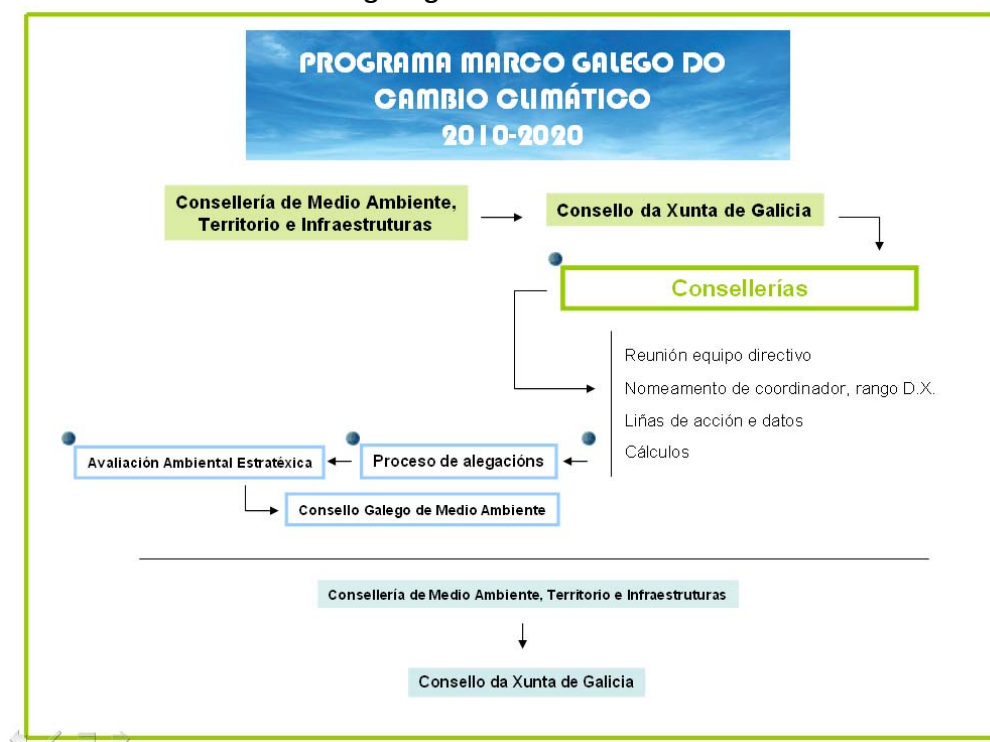 PROGRAMA MARCO GALEGO DO
CAMBIO CLIMÁTICO
2010-2020
Consellería de Medio Ambiente,
Territorio e Infraestruturas
Consello da Xunta de Galicia
Consellerías
Reunión equipo directivo
Nomeamento de coordinador, rango D.X.
Liñas de acción e datos
Cálculos
Proceso de alegacións
Avaliación Ambiental Estratéxica
Consello Galego de Medio Ambiente
Consellería de Medio Ambiente, Territorio e Infraestruturas
Consello da Xunta de Galicia